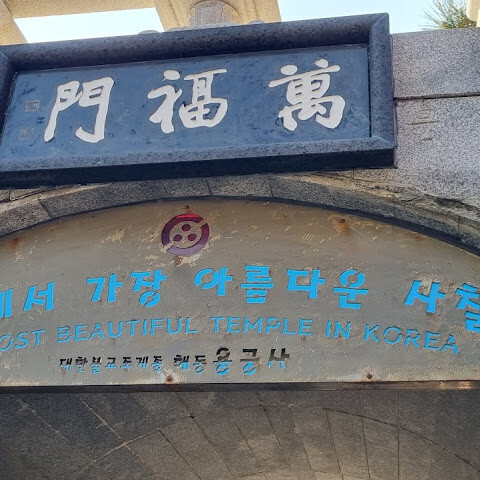 萬福門
에서 가장 아름다운 사찰
OST BEAUTIFUL TEMPLE IN KOREA
대한불교조계종 해동용궁사